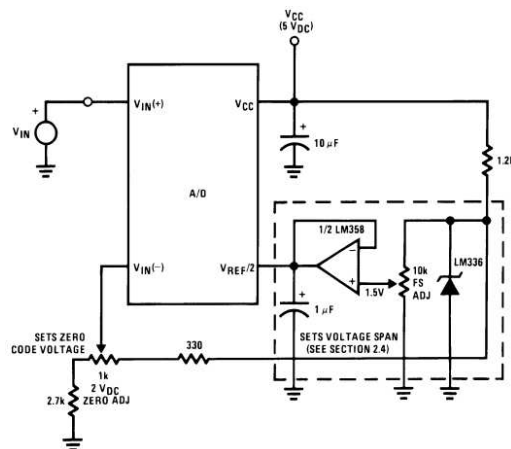 VCC
(5 VDC)
+
VIN
VIN(+)
VCC
+
10 µF
1.2k
A/D
1/2 LM358
VIN(−)
VREF/2
−
+
1.5V
10k
FS
ADJ
LM336
+
1 µF
SETS VOLTAGE SPAN
(SEE SECTION 2.4)
SETS ZERO
CODE VOLTAGE
330
1k
2 VDC
ZERO ADJ
2.7k